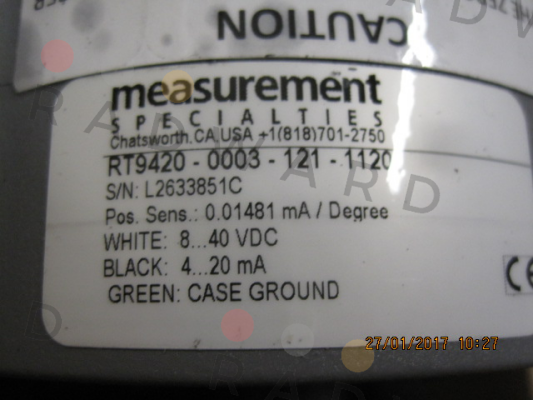 CAUTION
measurement
SPECIALTIES
Chatsworth.CA.USA +1(818)701-2750
RT9420 - 0003 - 121 - 1120
S/N: L2633851C
Pos. Sens.: 0.01481 mA / Degree
WHITE: 8...40 VDC
BLACK: 4...20 mA
GREEN: CASE GROUND
CE
27/01/2017 10:27
RADWARD